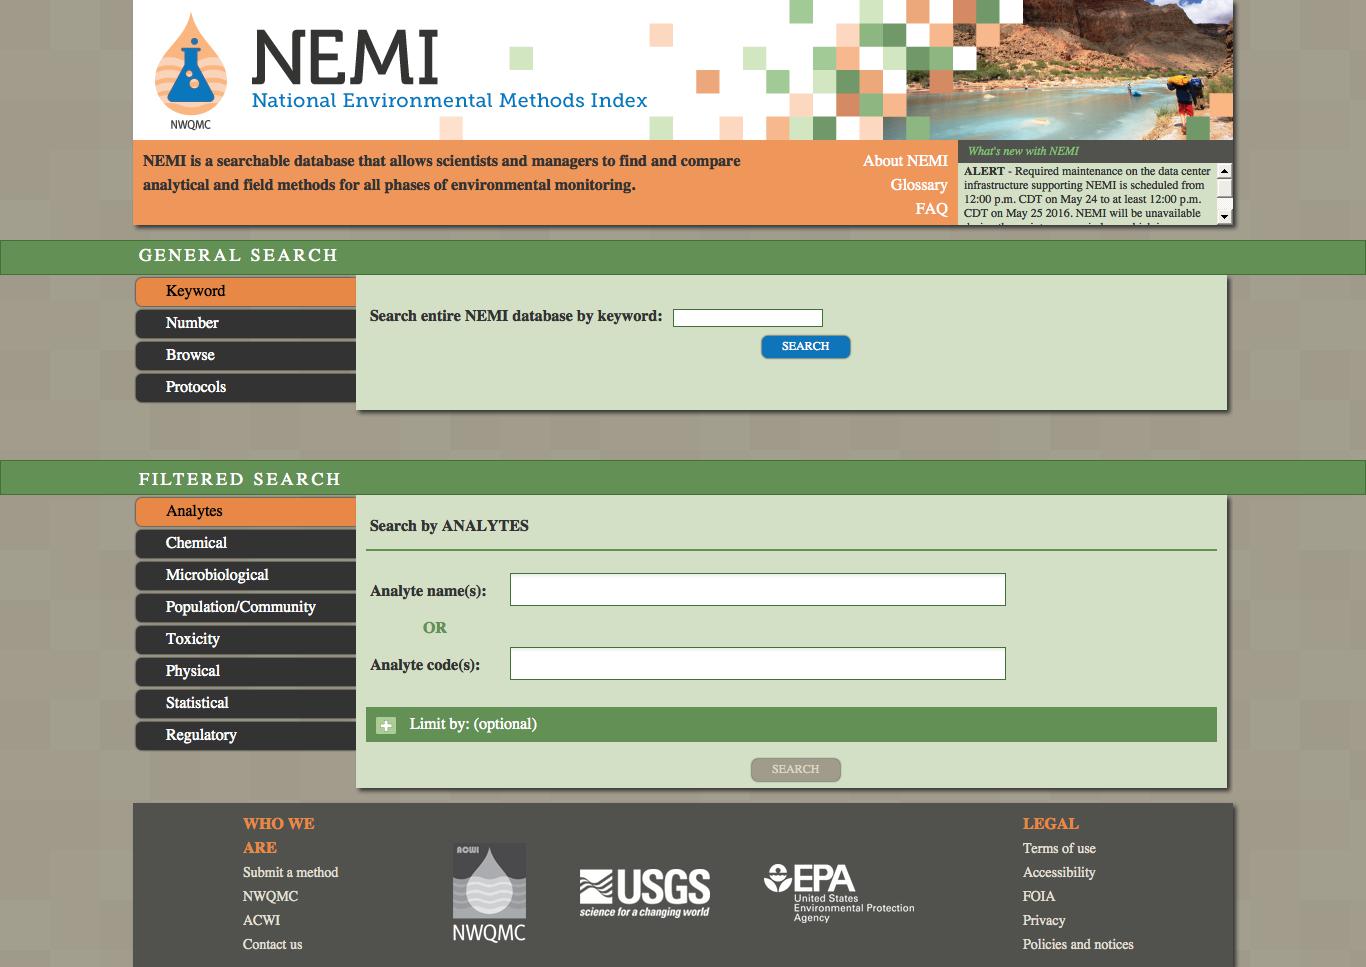 NEMI
National Environmental Methods Index
NWQMC
NEMI is a searchable database that allows scientists and managers to find and compare
analytical and field methods for all phases of environmental monitoring.
About NEMI
Glossary
FAQ
What's new with NEMI
ALERT - Required maintenance on the data center
infrastructure supporting NEMI is scheduled from
12:00 p.m. CDT on May 24 to at least 12:00 p.m.
CDT on May 25 2016. NEMI will be unavailable
GENERAL SEARCH
Keyword
Number
Browse
Protocols
Search entire NEMI database by keyword:
SEARCH
FILTERED SEARCH
Analytes
Chemical
Microbiological
Population/Community
Toxicity
Physical
Statistical
Regulatory
Search by ANALYTES
Analyte name(s):
OR
Analyte code(s):
Limit by: (optional)
SEARCH
WHO WE
ARE
Submit a method
NWQMC
ACWI
Contact us
ACWI
NWQMC
USGS
science for a changing world
EPA
United States
Environmental Protection
Agency
LEGAL
Terms of use
Accessibility
FOIA
Privacy
Policies and notices